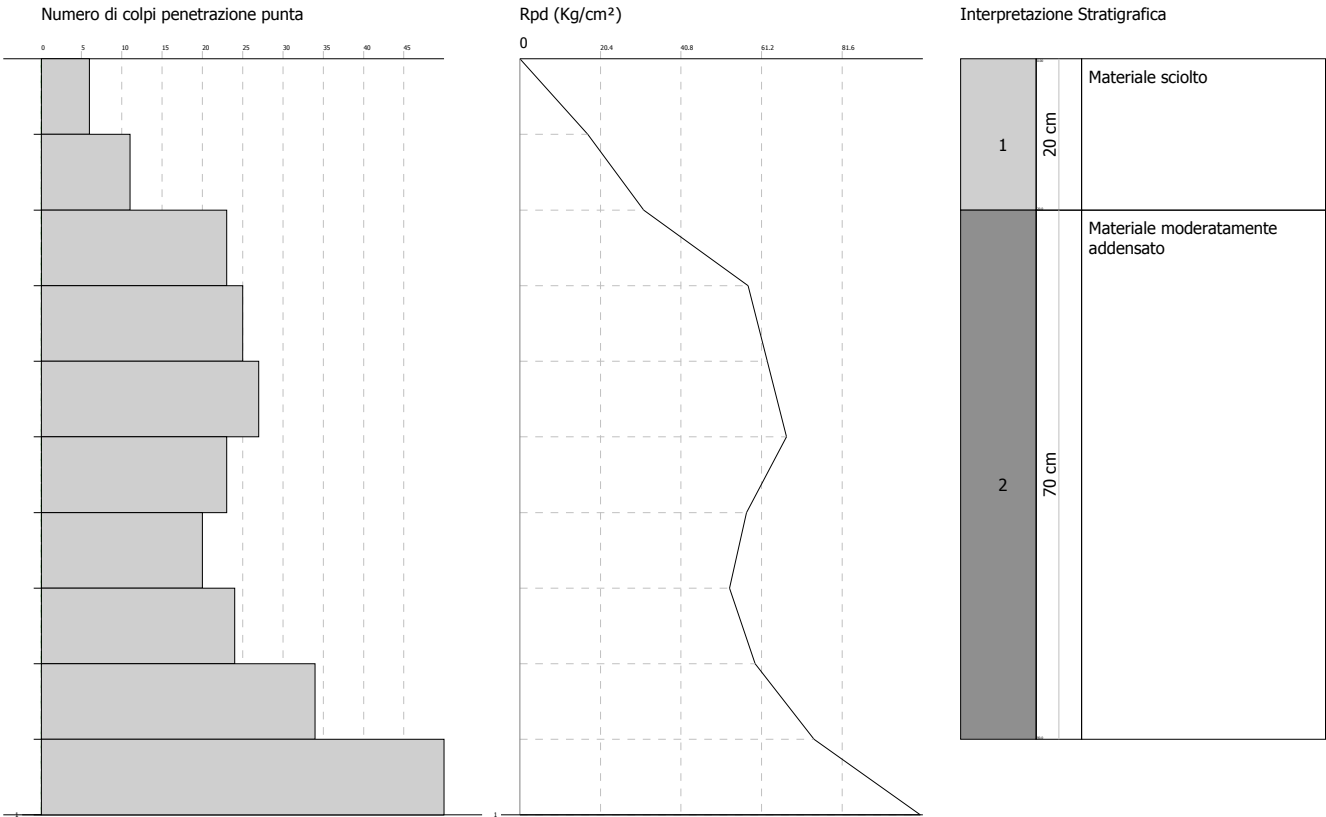 Numero di colpi penetrazione punta
0 5 10 15 20 25 30 35 40 45
1
Rpd (Kg/cm²)
0 20.4 40.8 61.2 81.6
1
Interpretazione Stratigrafica
1
20 cm
Materiale sciolto
2
70 cm
Materiale moderatamente
addensato